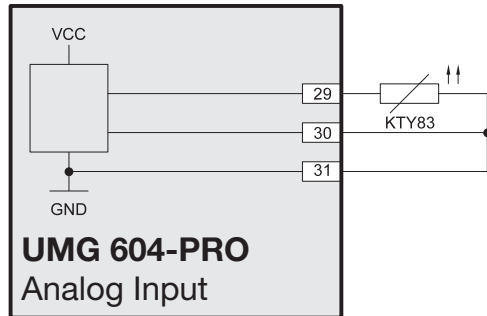 VCC
29
KTY83
30
31
GND
UMG 604-PRO
Analog Input